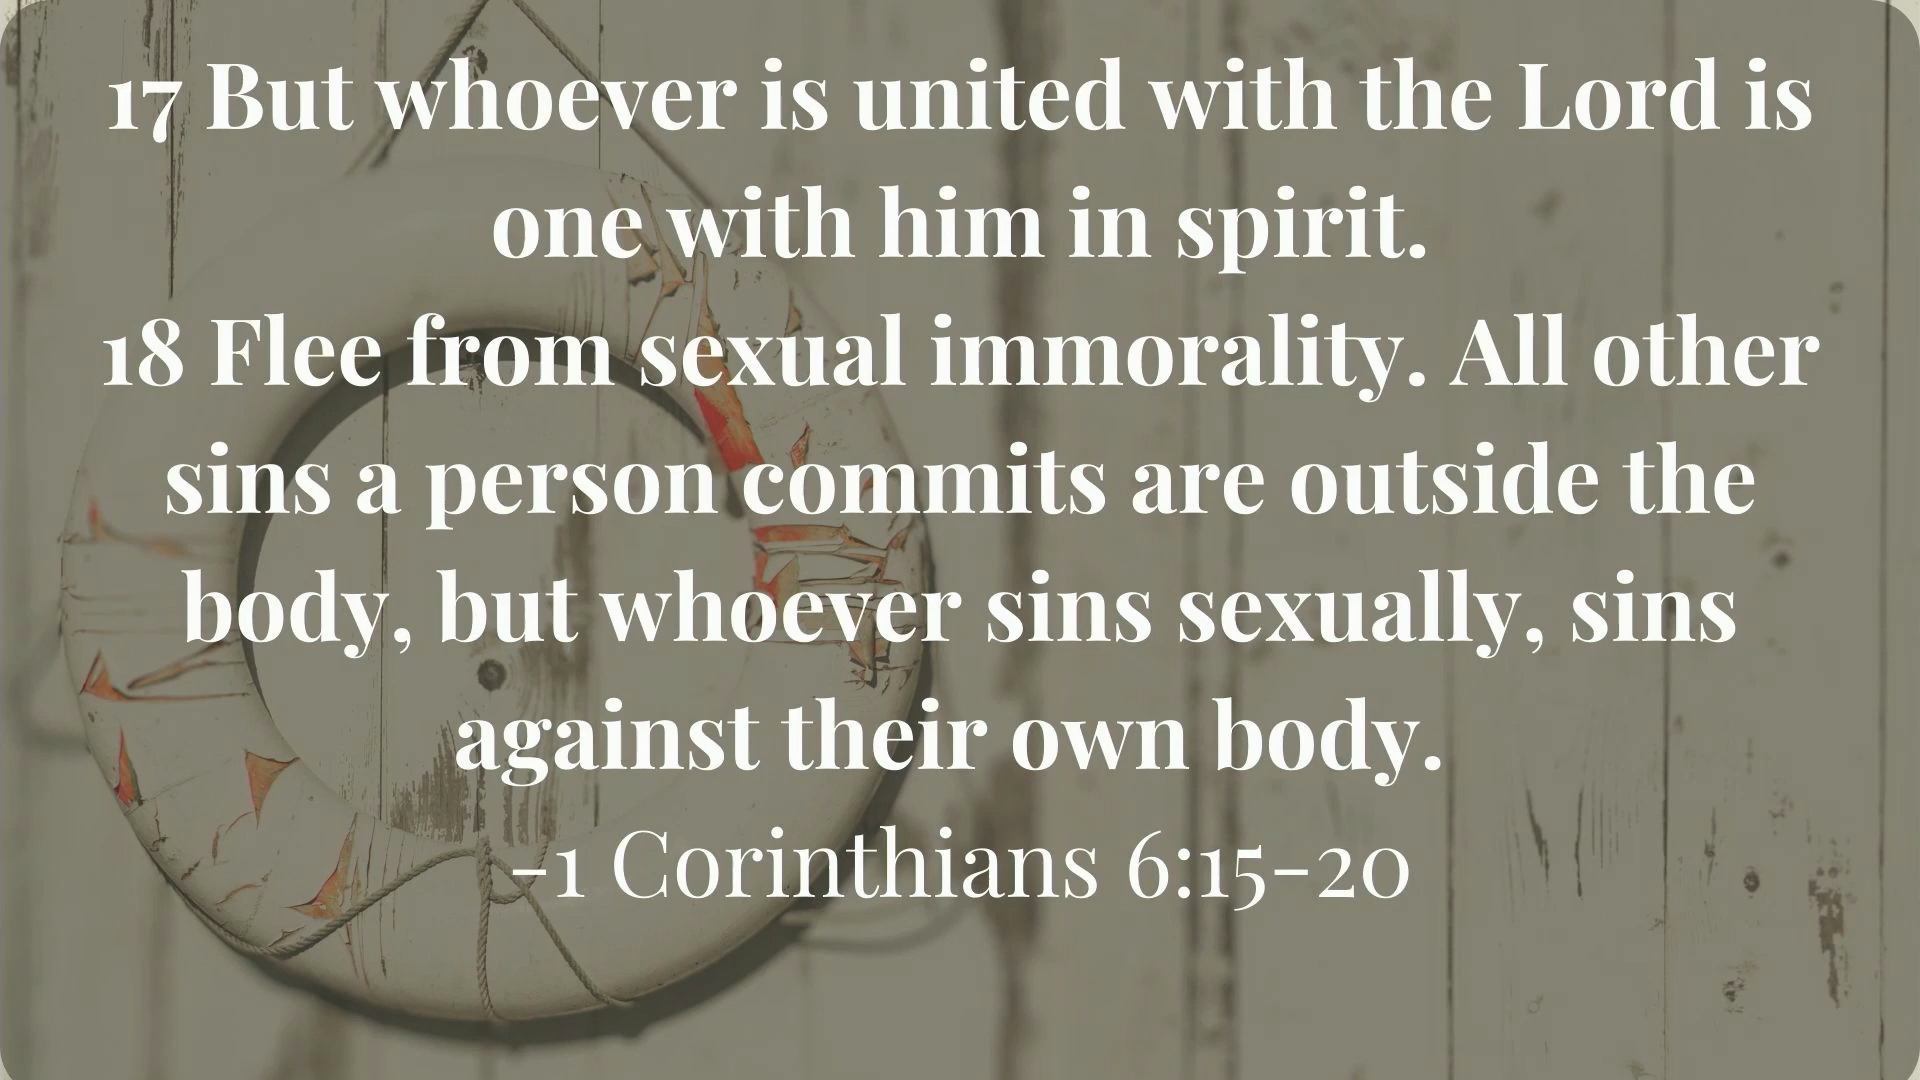 17 But whoever is united with the Lord is
one with him in spirit.
18 Flee from sexual immorality. All other
sins a person commits are outside the
body, but whoever sins sexually, sins
against their own body.
-1 Corinthians 6:15-20